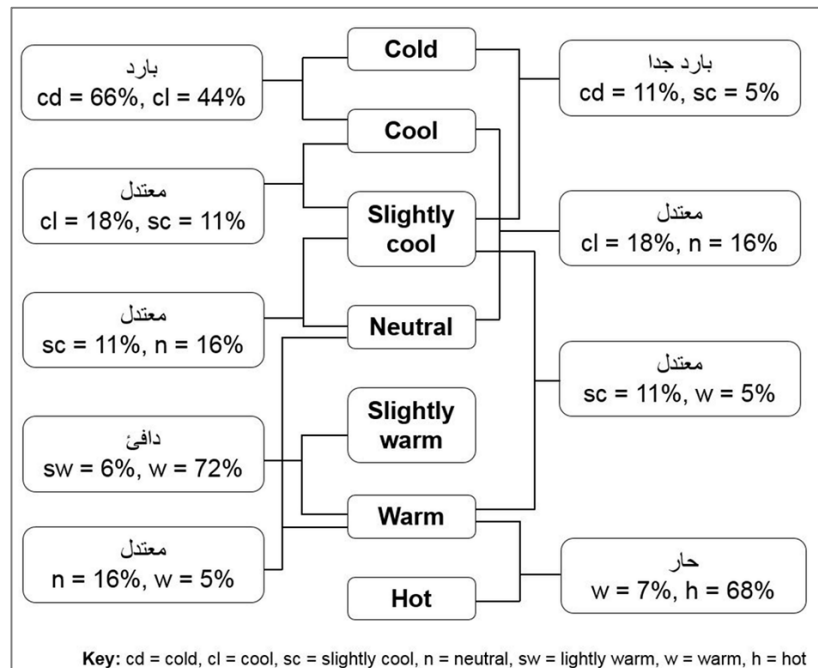 بارد
cd = 66%, cl = 44%
معتدل
cl = 18%, sc = 11%
معتدل
sc = 11%, n = 16%
دافئ
sw = 6%, w = 72%
معتدل
n = 16%, w = 5%
Cold
Cool
Slightly
cool
Neutral
Slightly
warm
Warm
Hot
بارد جدا
cd = 11%, sc = 5%
معتدل
cl = 18%, n = 16%
معتدل
sc = 11%, w = 5%
حار
w = 7%, h = 68%
Key: cd = cold, cl = cool, sc = slightly cool, n = neutral, sw = lightly warm, w = warm, h = hot